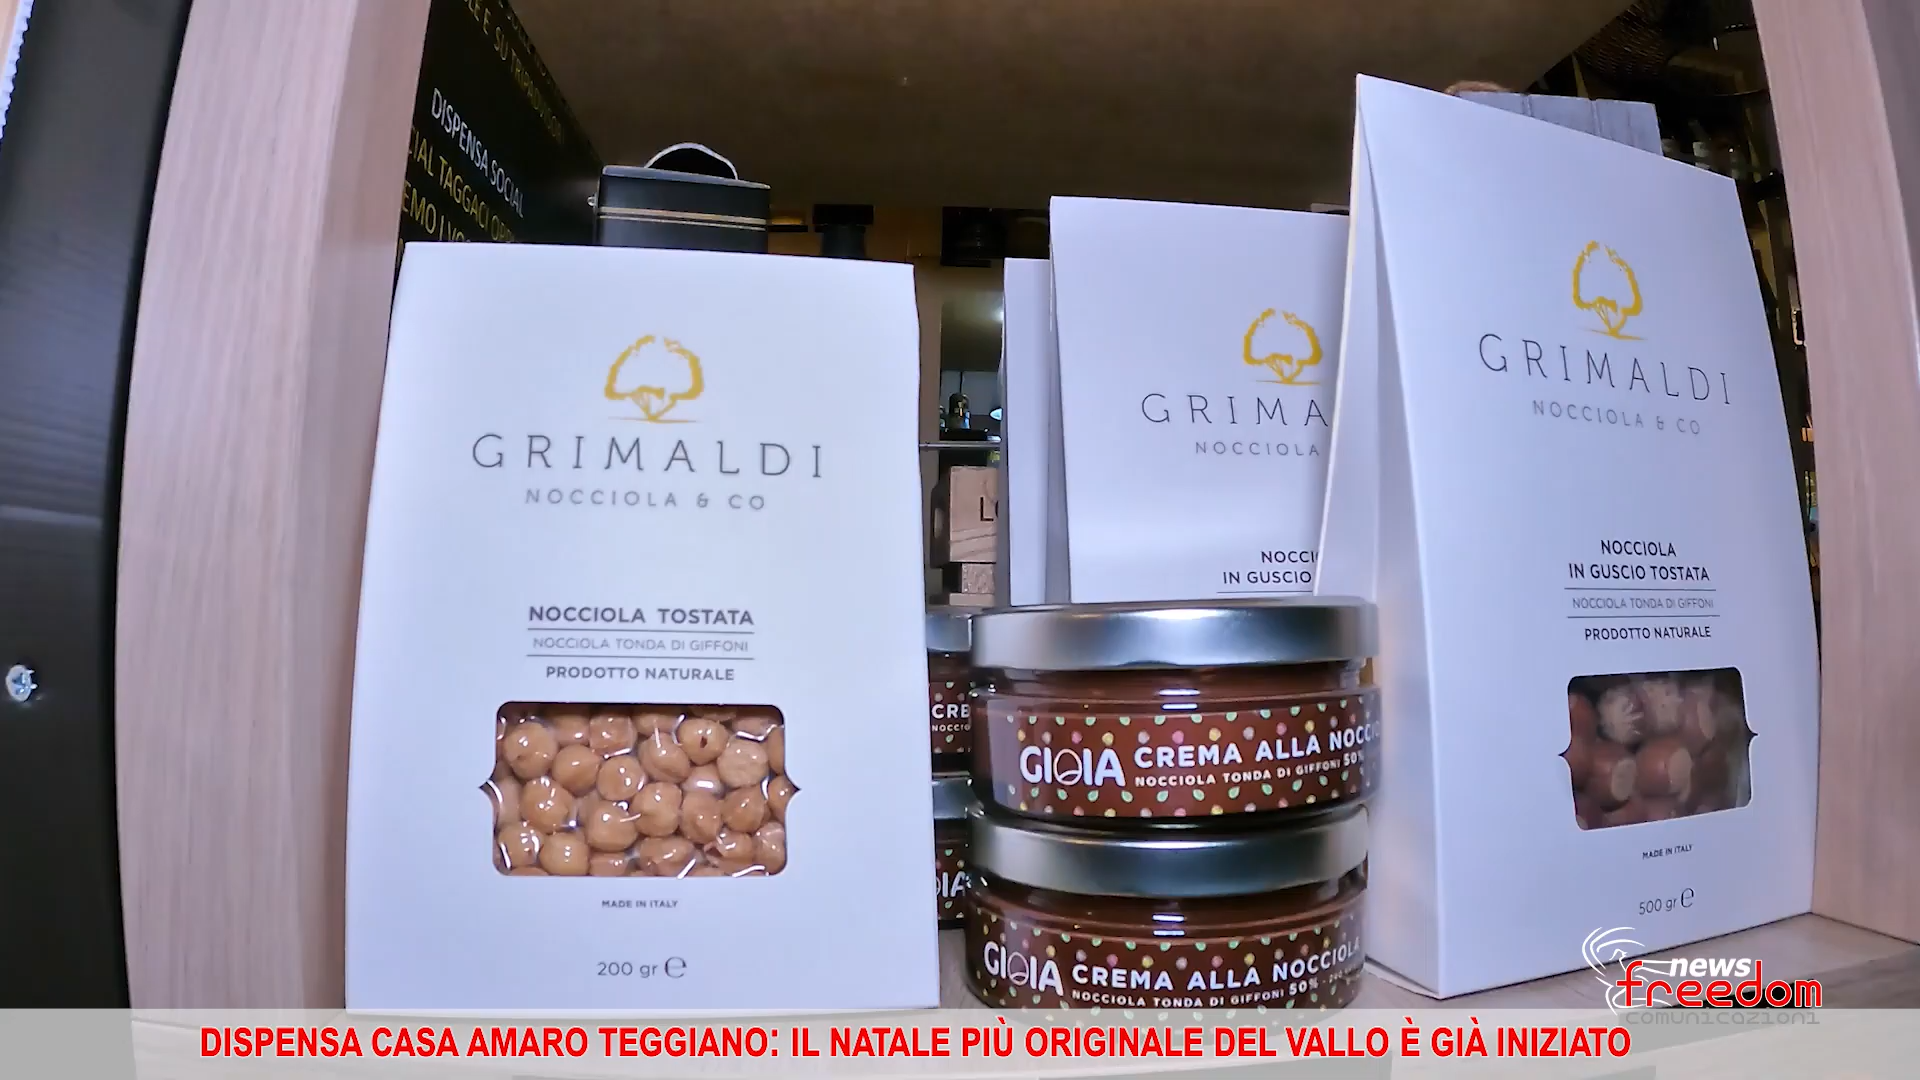 DISPENSA SOCIAL
TAGGACI
GRIMALDI
NOCCIOLA & CO
NOCCIOLA TOSTATA
NOCCIOLA TONDA DI GIFFONI
PRODOTTO NATURALE
MADE IN ITALY
200 gr ℮
GRIMA
NOCCIOLA
NOCCI
IN GUSCIO
GRIMALDI
NOCCIOLA & CO
NOCCIOLA
IN GUSCIO TOSTATA
NOCCIOLA TONDA DI GIFFONI
PRODOTTO NATURALE
MADE IN ITALY
500 gr ℮
GIOIA CREMA ALLA NOCCI
NOCCIOLA TONDA DI GIFFONI 50%
GIOIA CREMA ALLA NOCCIOLA
NOCCIOLA TONDA DI GIFFONI 50%
news
freedom
comunicazioni
DISPENSA CASA AMARO TEGGIANO: IL NATALE PIÙ ORIGINALE DEL VALLO È GIÀ INIZIATO